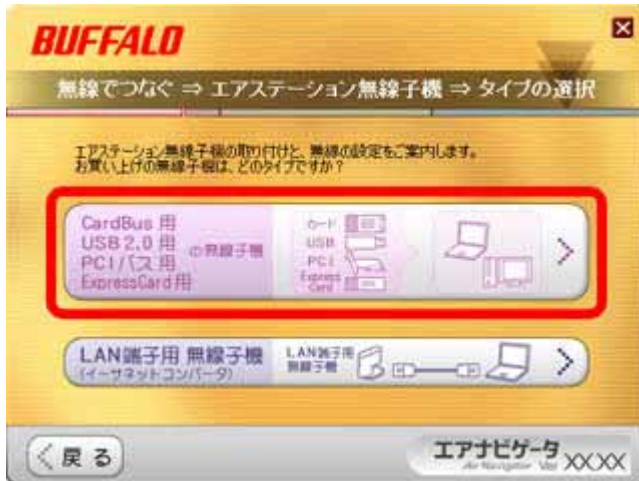 BUFFALO
無線でつなぐ ⇒ エアステーション無線子機 ⇒ タイプの選択
エアステーション無線子機の取り付けと、無線の設定をご案内します。
お買い上げの無線子機は、どのタイプですか？
CardBus 用
USB 2.0 用
PCI バス 用
ExpressCard 用
の無線子機
カード
USB
PCI
Express Card
LAN端子用 無線子機
(イーサネットコンバータ)
LAN端子用
無線子機
戻る
エアナビゲータ
Air Navigator Ver XX.XX